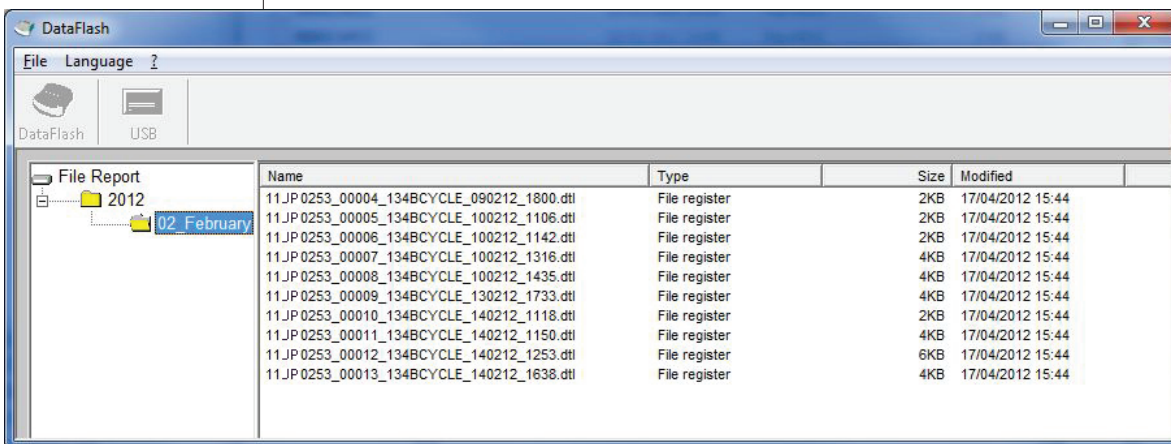 DataFlash
File Language ?
DataFlash USB
File Report
2012
02_February
Name Type Size Modified
11JP0253_00004_134BCYCLE_090212_1800.dtl File register 2KB 17/04/2012 15:44
11JP0253_00005_134BCYCLE_100212_1106.dtl File register 2KB 17/04/2012 15:44
11JP0253_00006_134BCYCLE_100212_1142.dtl File register 2KB 17/04/2012 15:44
11JP0253_00007_134BCYCLE_100212_1316.dtl File register 4KB 17/04/2012 15:44
11JP0253_00008_134BCYCLE_100212_1435.dtl File register 4KB 17/04/2012 15:44
11JP0253_00009_134BCYCLE_130212_1733.dtl File register 4KB 17/04/2012 15:44
11JP0253_00010_134BCYCLE_140212_1118.dtl File register 2KB 17/04/2012 15:44
11JP0253_00011_134BCYCLE_140212_1150.dtl File register 4KB 17/04/2012 15:44
11JP0253_00012_134BCYCLE_140212_1253.dtl File register 6KB 17/04/2012 15:44
11JP0253_00013_134BCYCLE_140212_1638.dtl File register 4KB 17/04/2012 15:44